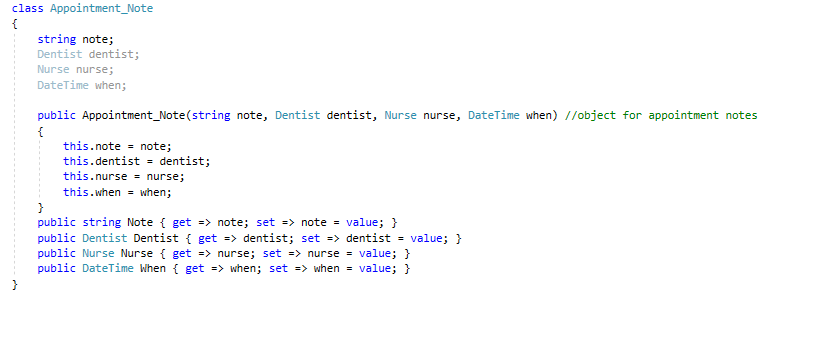 class Appointment_Note
{
string note;
Dentist dentist;
Nurse nurse;
DateTime when;
public Appointment_Note(string note, Dentist dentist, Nurse nurse, DateTime when) //object for appointment notes
{
this.note = note;
this.dentist = dentist;
this.nurse = nurse;
this.when = when;
}
public string Note { get => note; set => note = value; }
public Dentist Dentist { get => dentist; set => dentist = value; }
public Nurse Nurse { get => nurse; set => nurse = value; }
public DateTime When { get => when; set => when = value; }
}